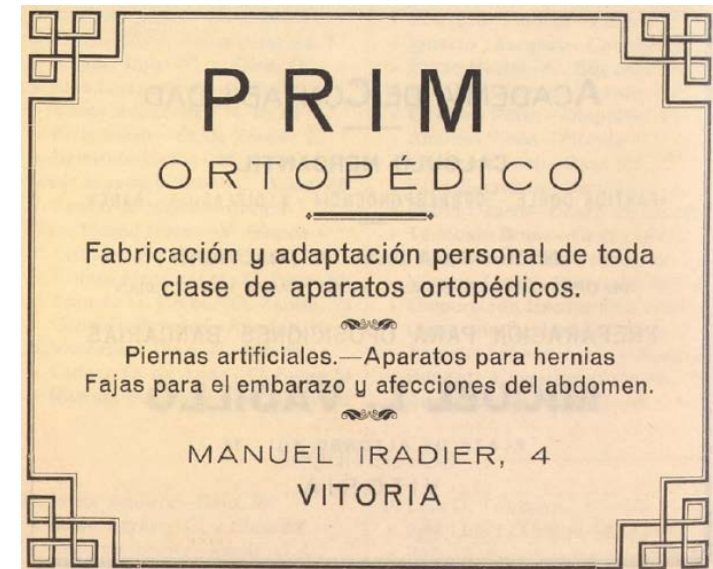 PRIM
ORTOPÉDICO
Fabricación y adaptación personal de toda
clase de aparatos ortopédicos.
Piernas artificiales.—Aparatos para hernias
Fajas para el embarazo y afecciones del abdomen.
MANUEL IRADIER, 4
VITORIA